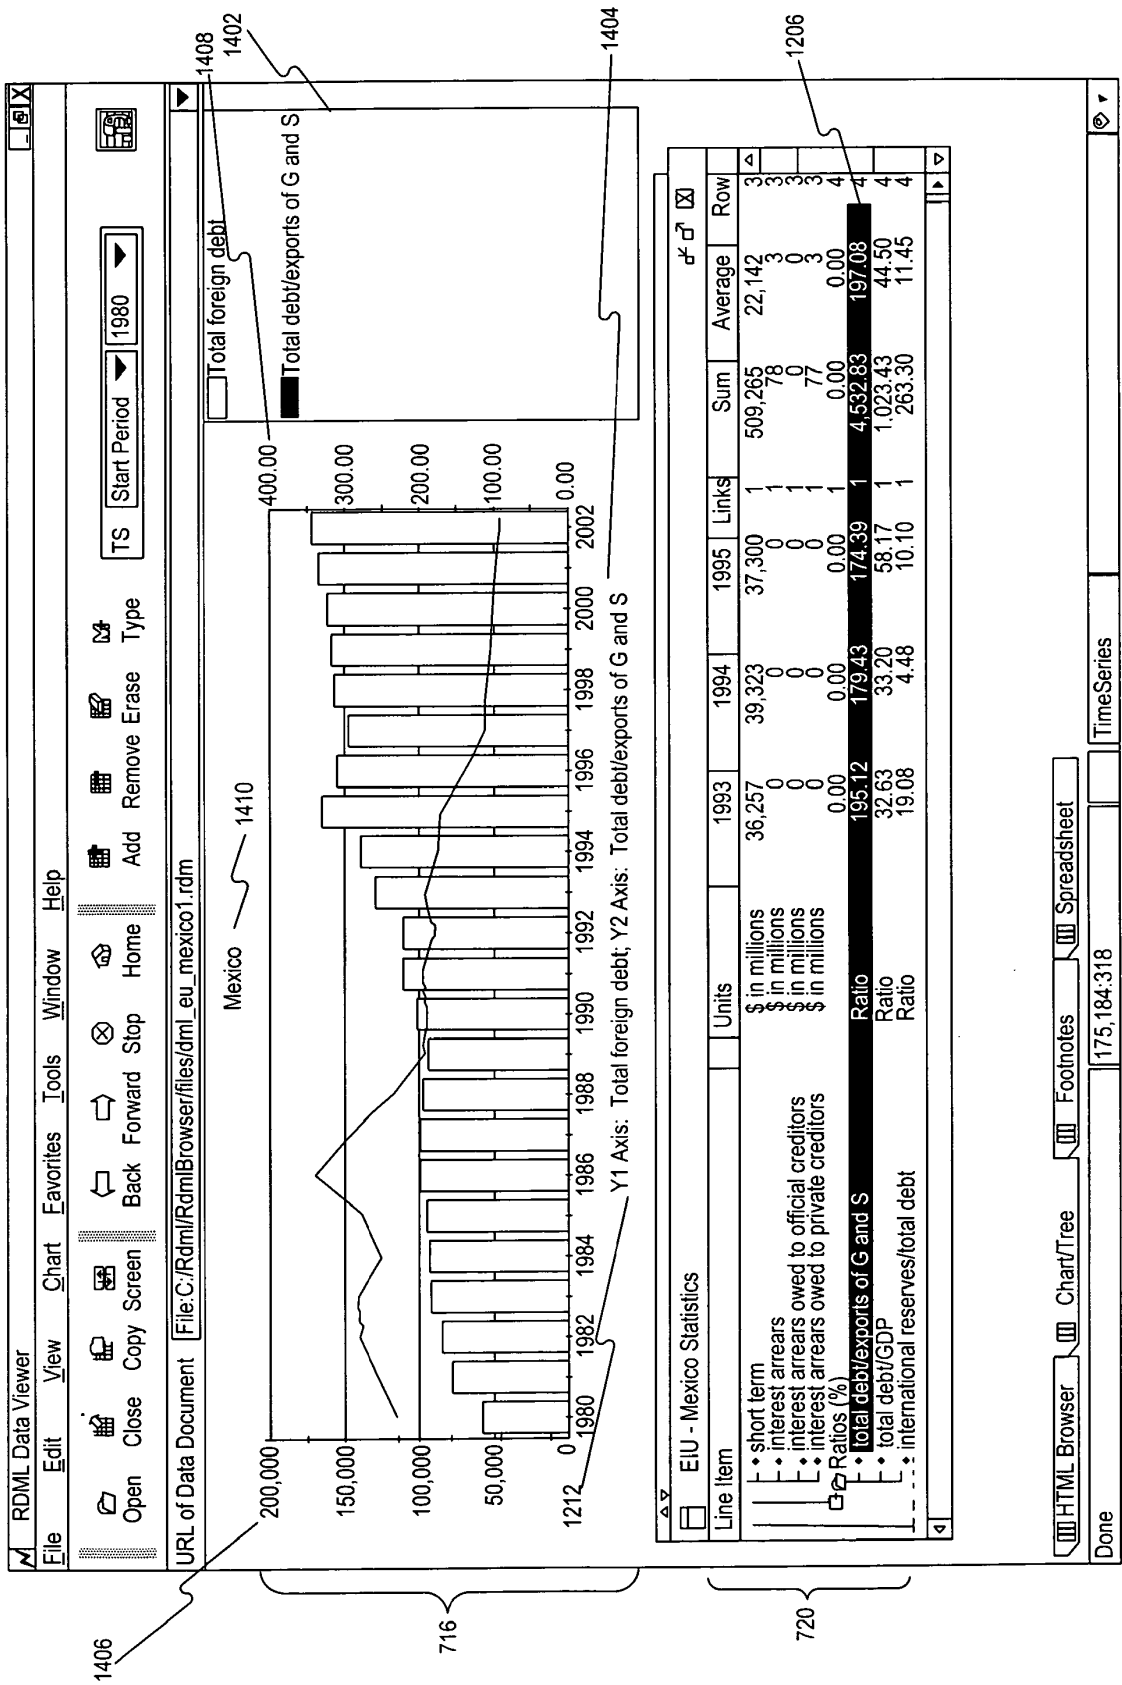 RDML Data Viewer
File Edit View Chart Favorites Tools Window Help
Open Close Copy Screen Back Forward Stop Home Add Remove Erase Type TS Start Period 1980
URL of Data Document File:C:/Rdml/RdmlBrowser/files/dml_eu_mexico1.rdm
Mexico
1410
1406
1408
1402
1404
1206
716
720
1212
200,000
150,000
100,000
50,000
0
400.00
300.00
200.00
100.00
0.00
1980 1982 1984 1986 1988 1990 1992 1994 1996 1998 2000 2002
Total foreign debt
Total debt/exports of G and S
Y1 Axis: Total foreign debt; Y2 Axis: Total debt/exports of G and S
EIU - Mexico Statistics
Line Item Units 1993 1994 1995 Links Sum Average Row
short term $ in millions 36,257 39,323 37,300 1 509,265 22,142 3
interest arrears $ in millions 0 0 0 1 78 3 3
interest arrears owed to official creditors $ in millions 0 0 0 1 0 0 3
interest arrears owed to private creditors $ in millions 0 0 0 1 77 3 3
Ratios (%) 0.00 0.00 0.00 1 0.00 0.00 4
total debt/exports of G and S Ratio 195.12 179.43 174.39 1 4,532.83 197.08 4
total debt/GDP Ratio 32.63 33.20 58.17 1 1,023.43 44.50 4
international reserves/total debt Ratio 19.08 4.48 10.10 1 263.30 11.45 4
HTML Browser Chart/Tree Footnotes Spreadsheet
Done 175,184:318 TimeSeries